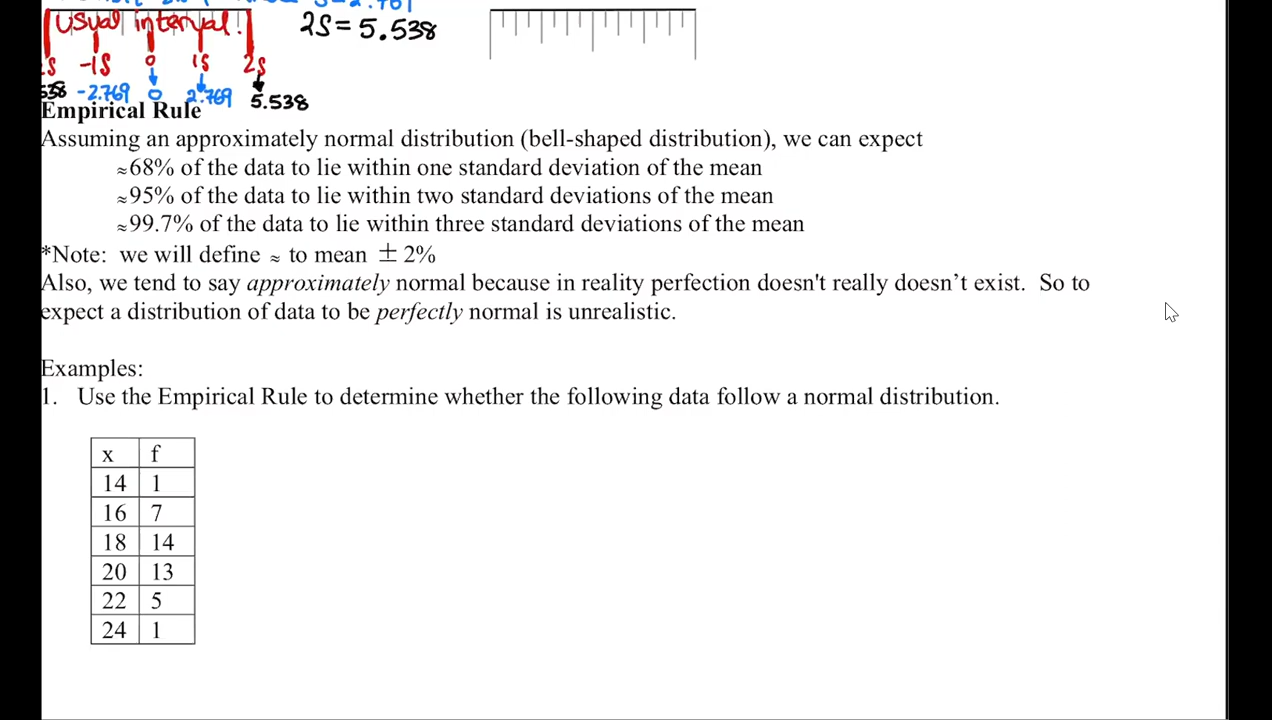 usual interval!
2S = 5.538
-1S 0 1S 2S
-2.769 0 2.769 5.538
Empirical Rule
Assuming an approximately normal distribution (bell-shaped distribution), we can expect
≈68% of the data to lie within one standard deviation of the mean
≈95% of the data to lie within two standard deviations of the mean
≈99.7% of the data to lie within three standard deviations of the mean
*Note: we will define ≈ to mean ± 2%
Also, we tend to say approximately normal because in reality perfection doesn't really doesn’t exist. So to
expect a distribution of data to be perfectly normal is unrealistic.
Examples:
1. Use the Empirical Rule to determine whether the following data follow a normal distribution.
x f
14 1
16 7
18 14
20 13
22 5
24 1